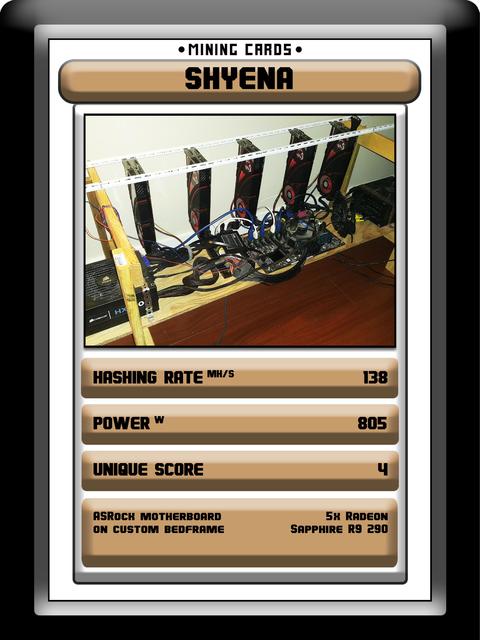 •MINING CARDS•
SHYENA
HX
HASHING RATE MH/S 138
POWER W 805
UNIQUE SCORE 4
ASROCK MOTHERBOARD 5X RADEON
ON CUSTOM BEDFRAME SAPPHIRE R9 290